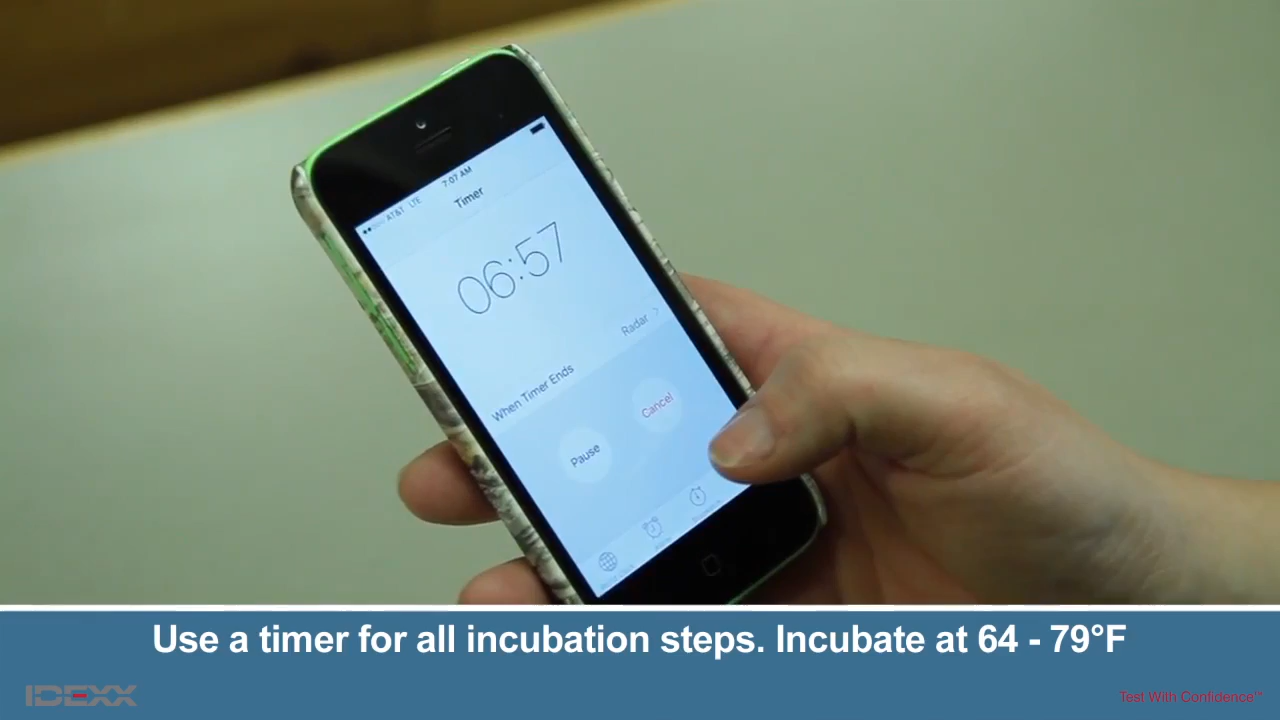 AT&T LTE
7:07 AM
Timer
06:57
When Timer Ends
Radar
Pause
Cancel
Use a timer for all incubation steps. Incubate at 64 - 79°F
IDEXX
Test With Confidence™